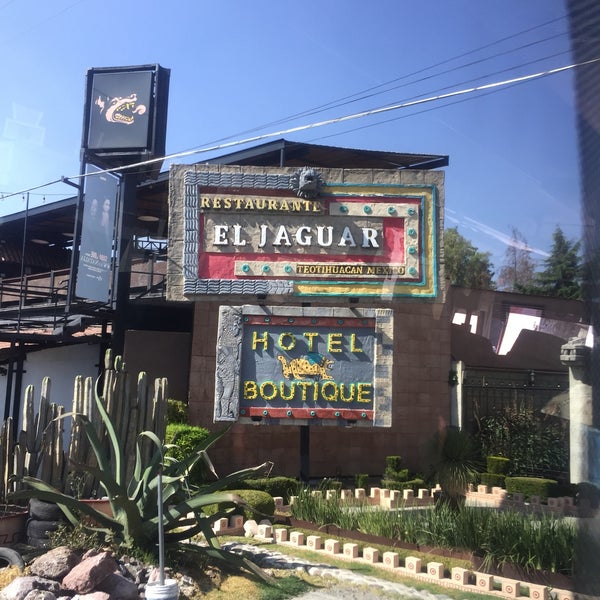 RESTAURANTE
EL JAGUAR
TEOTIHUACAN MEXICO
HOTEL
BOUTIQUE